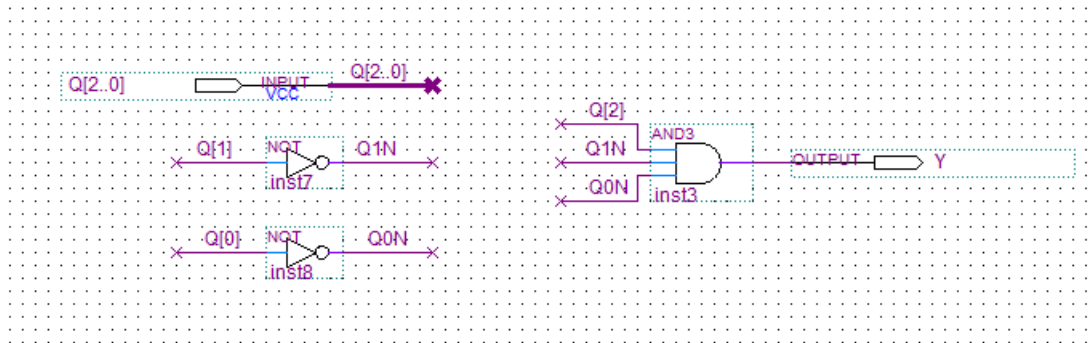 Q[2..0]
INPUT
VCC
Q[2..0]
Q[2]
AND3
Q[1]
NOT
Q1N
inst7
Q1N
OUTPUT
Y
Q0N
inst3
Q[0]
NOT
Q0N
inst8